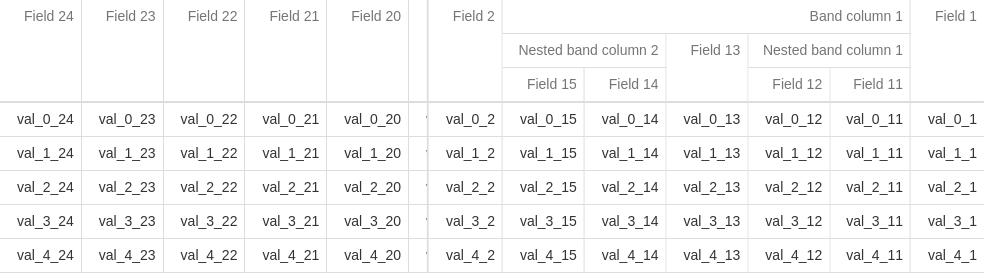 Field 24 Field 23 Field 22 Field 21 Field 20 Field 2 Band column 1 Field 1
Nested band column 2 Field 13 Nested band column 1
Field 15 Field 14 Field 12 Field 11
val_0_24 val_0_23 val_0_22 val_0_21 val_0_20 val_0_2 val_0_15 val_0_14 val_0_13 val_0_12 val_0_11 val_0_1
val_1_24 val_1_23 val_1_22 val_1_21 val_1_20 val_1_2 val_1_15 val_1_14 val_1_13 val_1_12 val_1_11 val_1_1
val_2_24 val_2_23 val_2_22 val_2_21 val_2_20 val_2_2 val_2_15 val_2_14 val_2_13 val_2_12 val_2_11 val_2_1
val_3_24 val_3_23 val_3_22 val_3_21 val_3_20 val_3_2 val_3_15 val_3_14 val_3_13 val_3_12 val_3_11 val_3_1
val_4_24 val_4_23 val_4_22 val_4_21 val_4_20 val_4_2 val_4_15 val_4_14 val_4_13 val_4_12 val_4_11 val_4_1